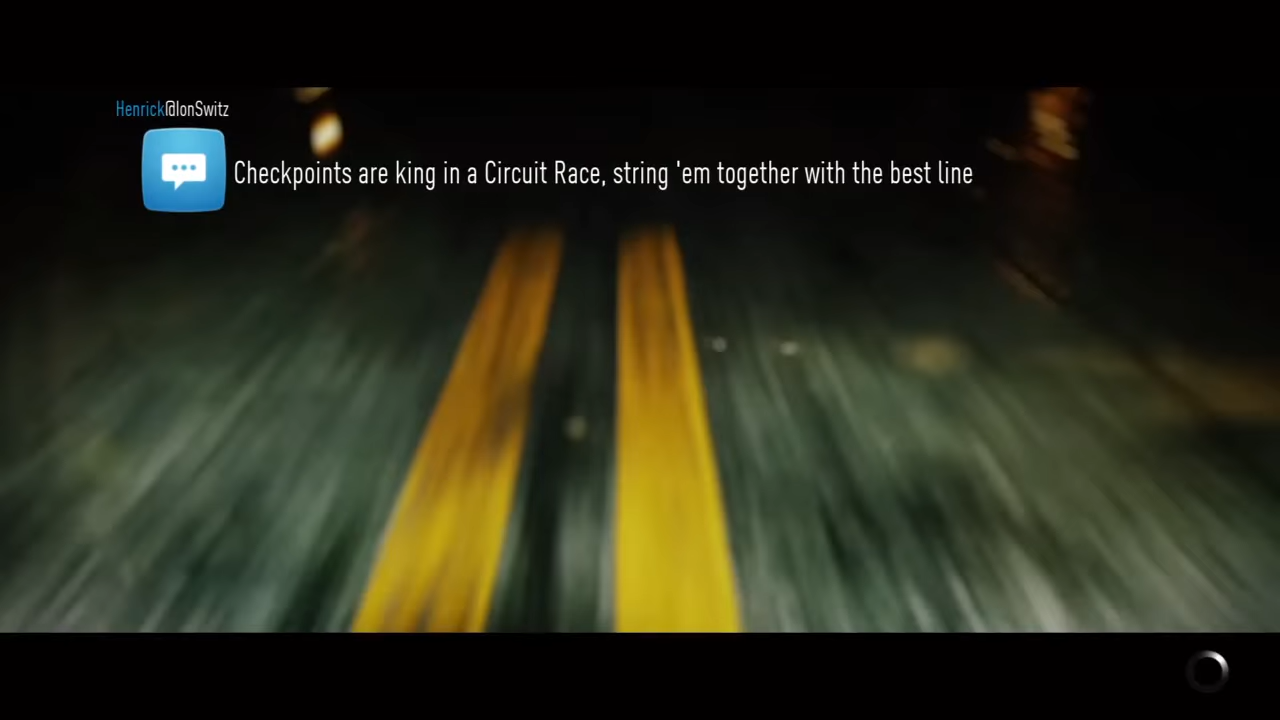 Henrick@IonSwitz
Checkpoints are king in a Circuit Race, string 'em together with the best line